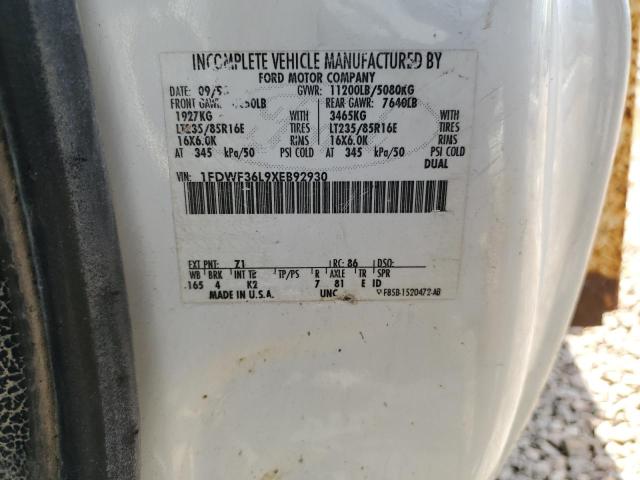 INCOMPLETE VEHICLE MANUFACTURED BY
FORD MOTOR COMPANY
DATE: GVWR: 11200LB/5080KG
FRONT GAWR: REAR GAWR: 7640LB
1927KG WITH 3465KG WITH
LT235/85R16E TIRES LT235/85R16E TIRES
16X6.0K RIMS 16X6.0K RIMS
AT 345 kPa/50 PSI COLD AT 345 kPa/50 PSI COLD
DUAL
VIN: 1FDWF36L9XEB92930
EXT PNT: Z1 RC: 86 DSO:
WB BRK INT TR TP/PS R AXLE TR SPR
165 4 K2 7 81 E ID
MADE IN U.S.A. UNC
F85B-1520472-AB